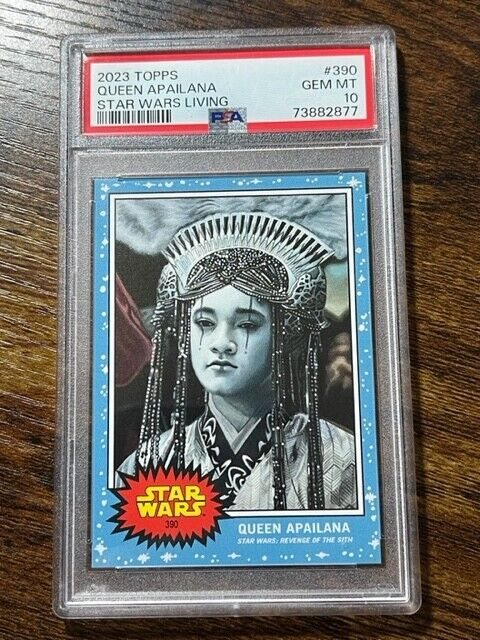 2023 TOPPS #390
QUEEN APAILANA GEM MT
STAR WARS LIVING 10
PSA 73882877
STAR
WARS
390
QUEEN APAILANA
STAR WARS: REVENGE OF THE SITH